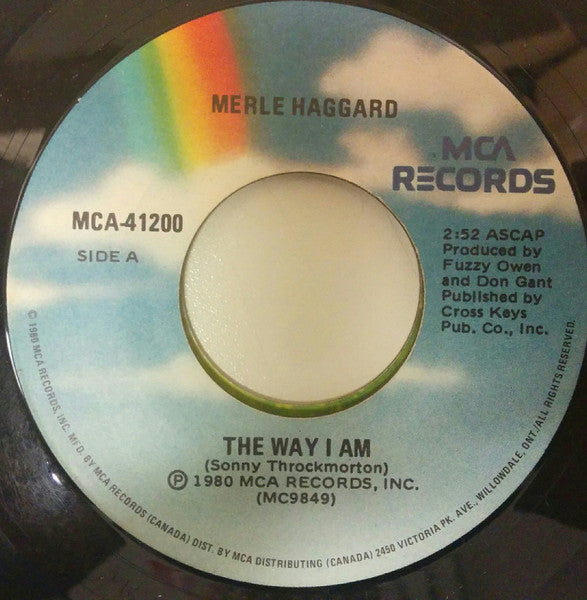 MERLE HAGGARD
MCA
RECORDS
MCA-41200
SIDE A
2:52 ASCAP
Produced by
Fuzzy Owen
and Don Gant
Published by
Cross Keys
Pub. Co., Inc.
THE WAY I AM
(Sonny Throckmorton)
Ⓟ 1980 MCA RECORDS, INC.
(MC9849)
© 1980 MCA RECORDS, INC. MFD. BY MCA RECORDS (CANADA) DIST. BY MCA DISTRIBUTING (CANADA) 2450 VICTORIA PK. AVE., WILLOWDALE, ONT./ALL RIGHTS RESERVED.